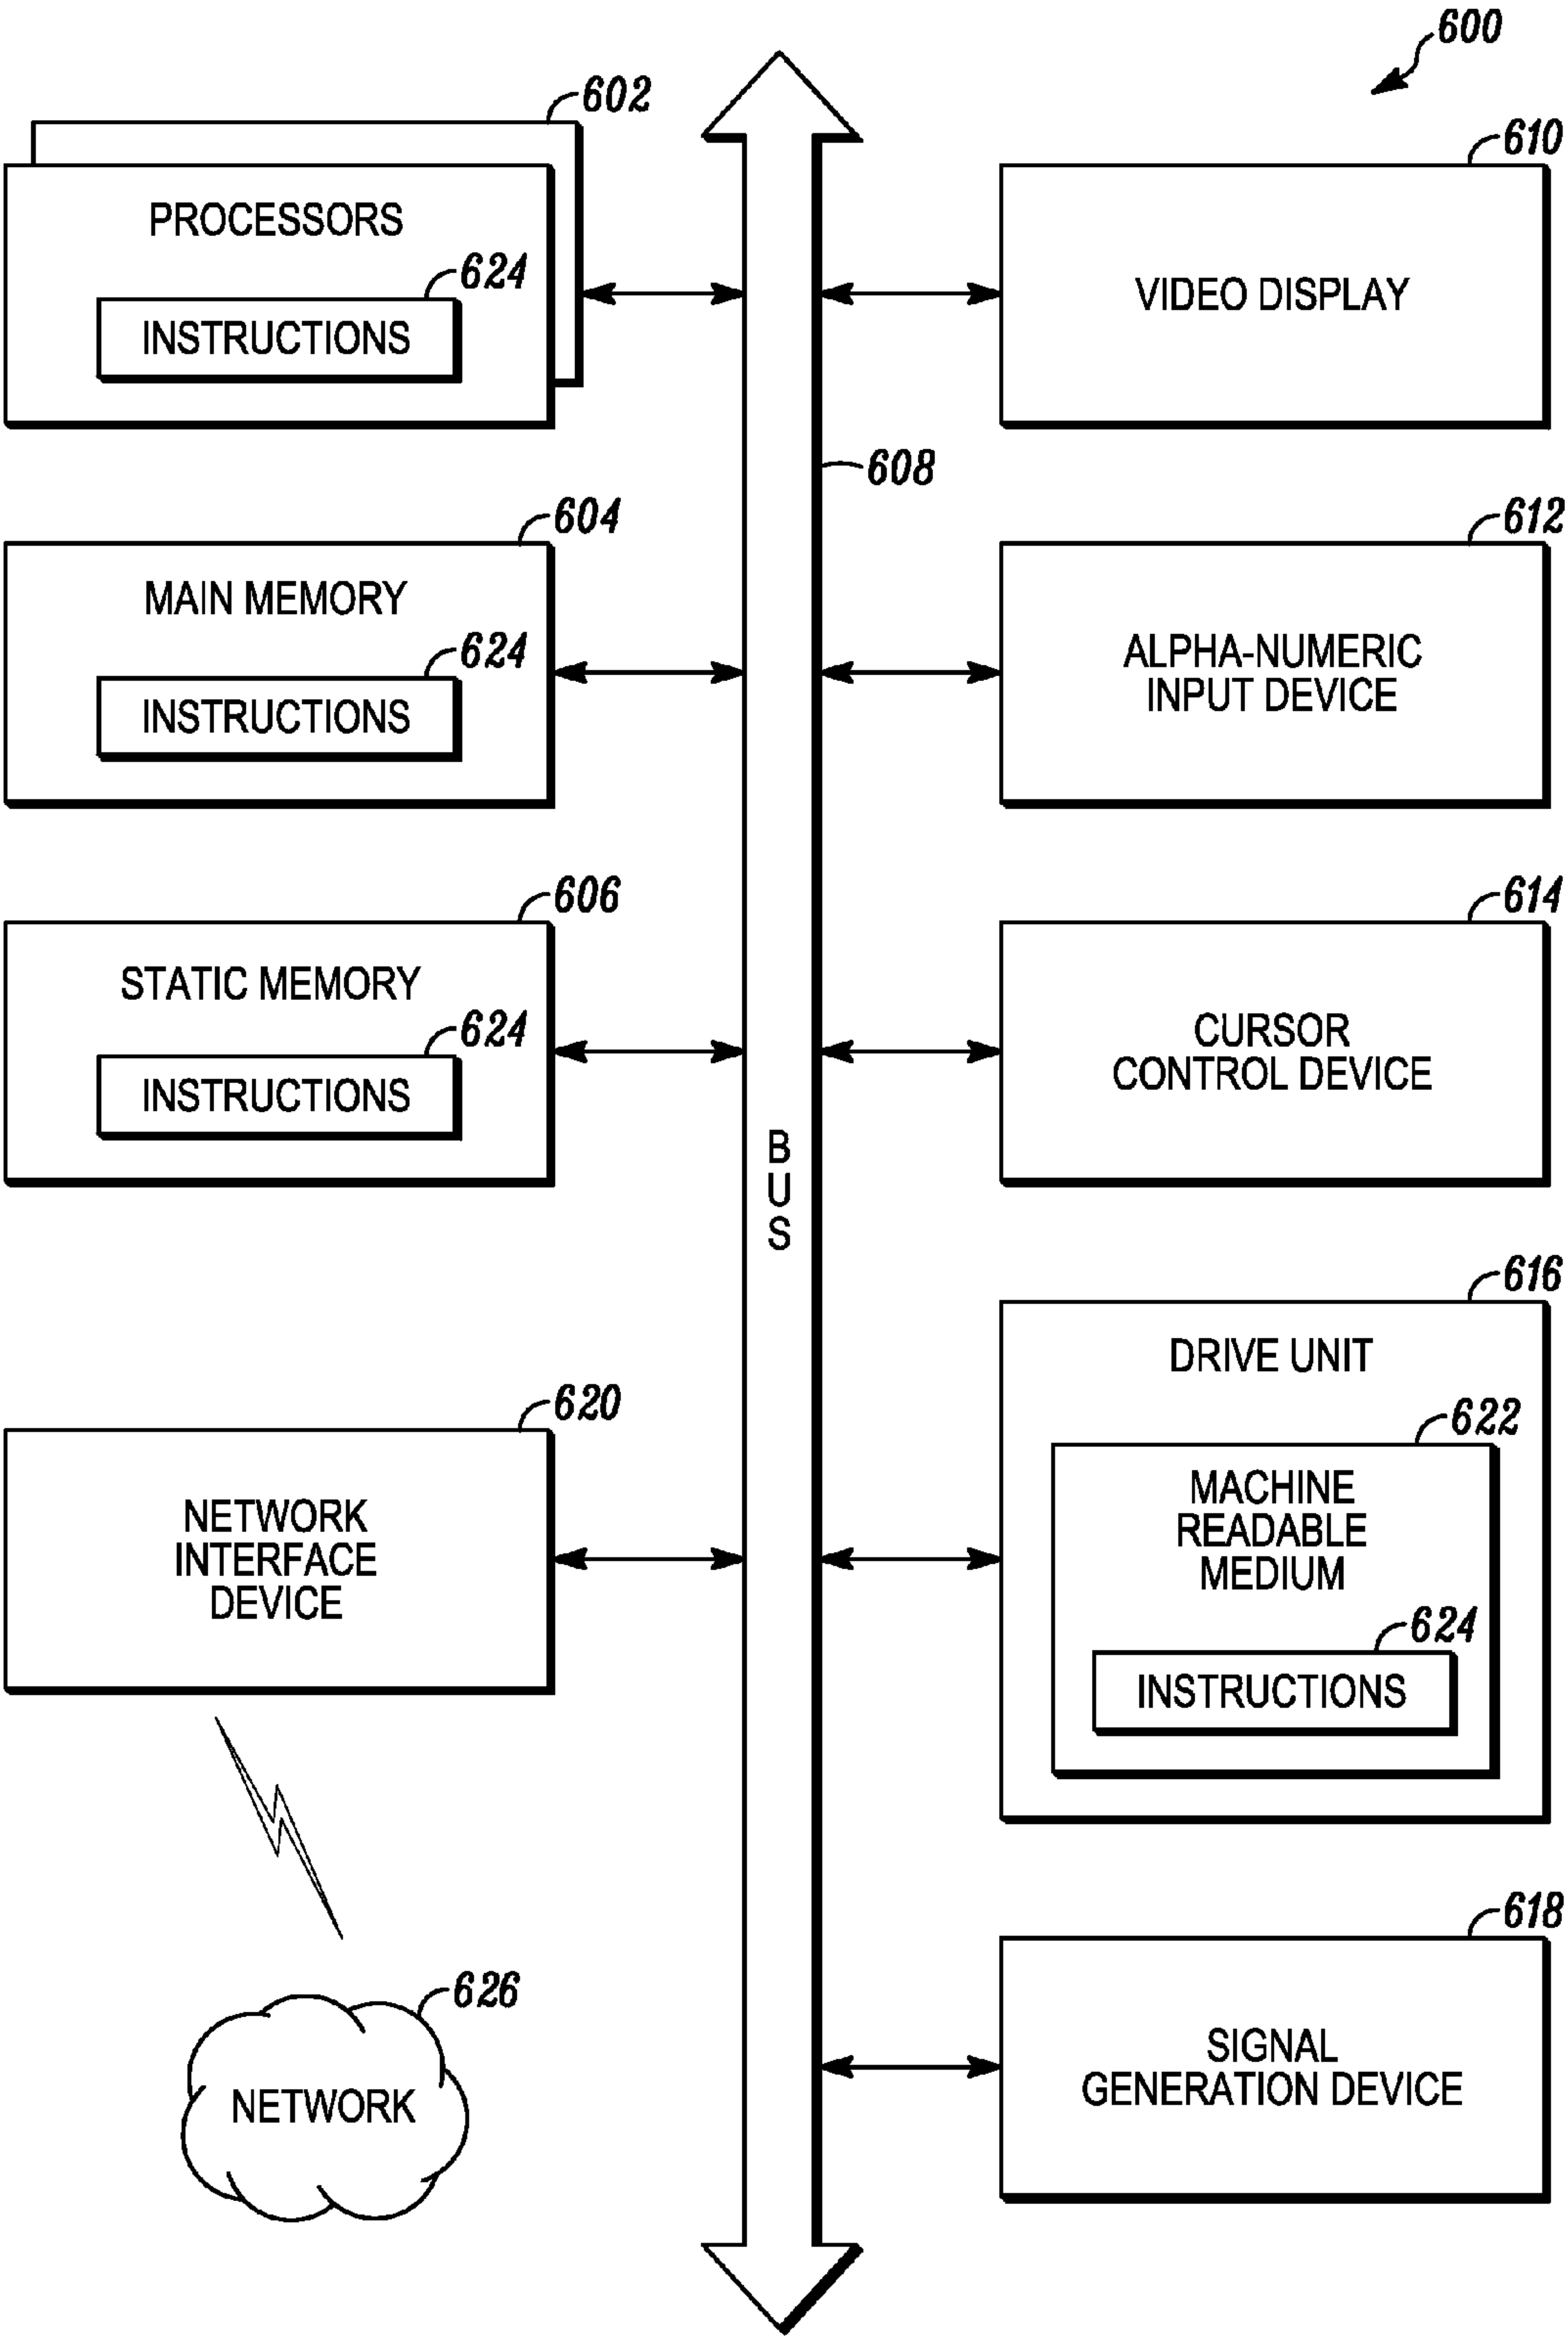 600
602
PROCESSORS
624
INSTRUCTIONS
604
MAIN MEMORY
624
INSTRUCTIONS
606
STATIC MEMORY
624
INSTRUCTIONS
620
NETWORK
INTERFACE
DEVICE
626
NETWORK
608
B
U
S
610
VIDEO DISPLAY
612
ALPHA-NUMERIC
INPUT DEVICE
614
CURSOR
CONTROL DEVICE
616
DRIVE UNIT
622
MACHINE
READABLE
MEDIUM
624
INSTRUCTIONS
618
SIGNAL
GENERATION DEVICE